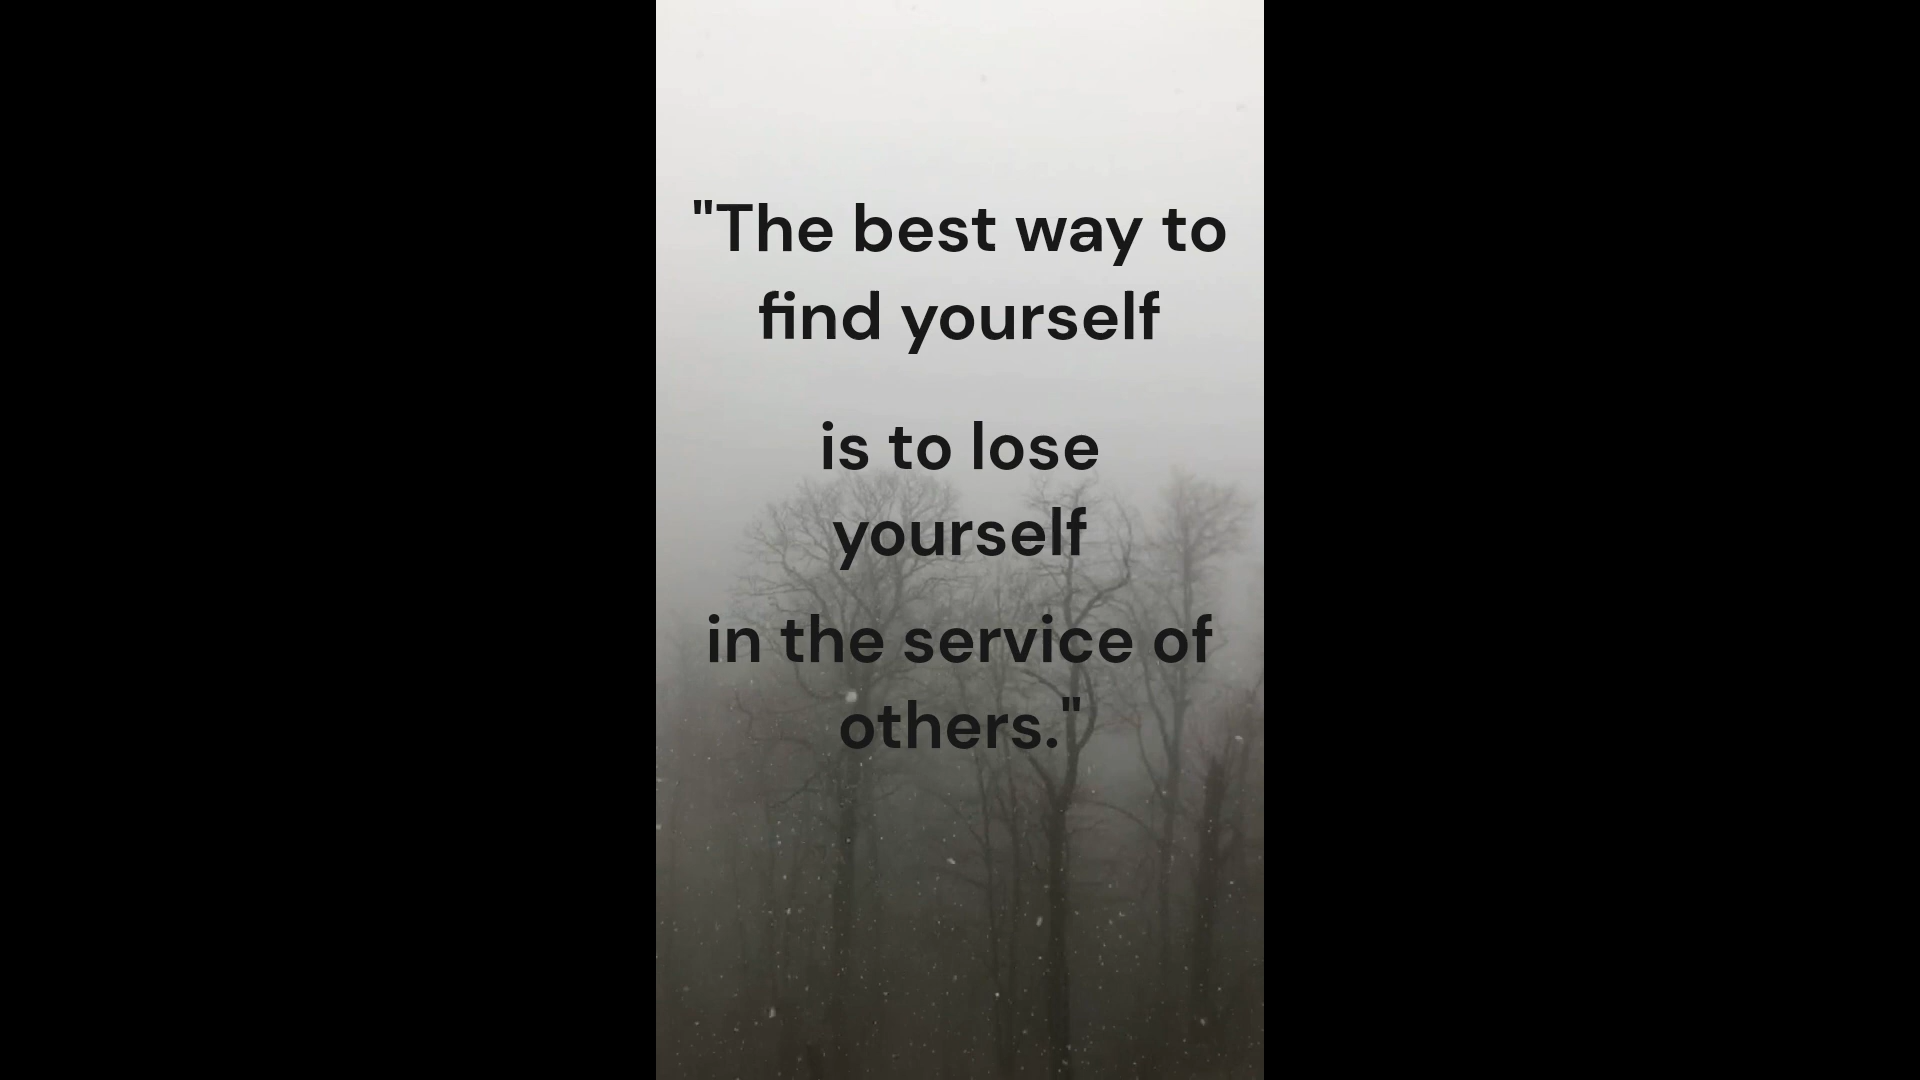 "The best way to
find yourself
is to lose
yourself
in the service of
others."